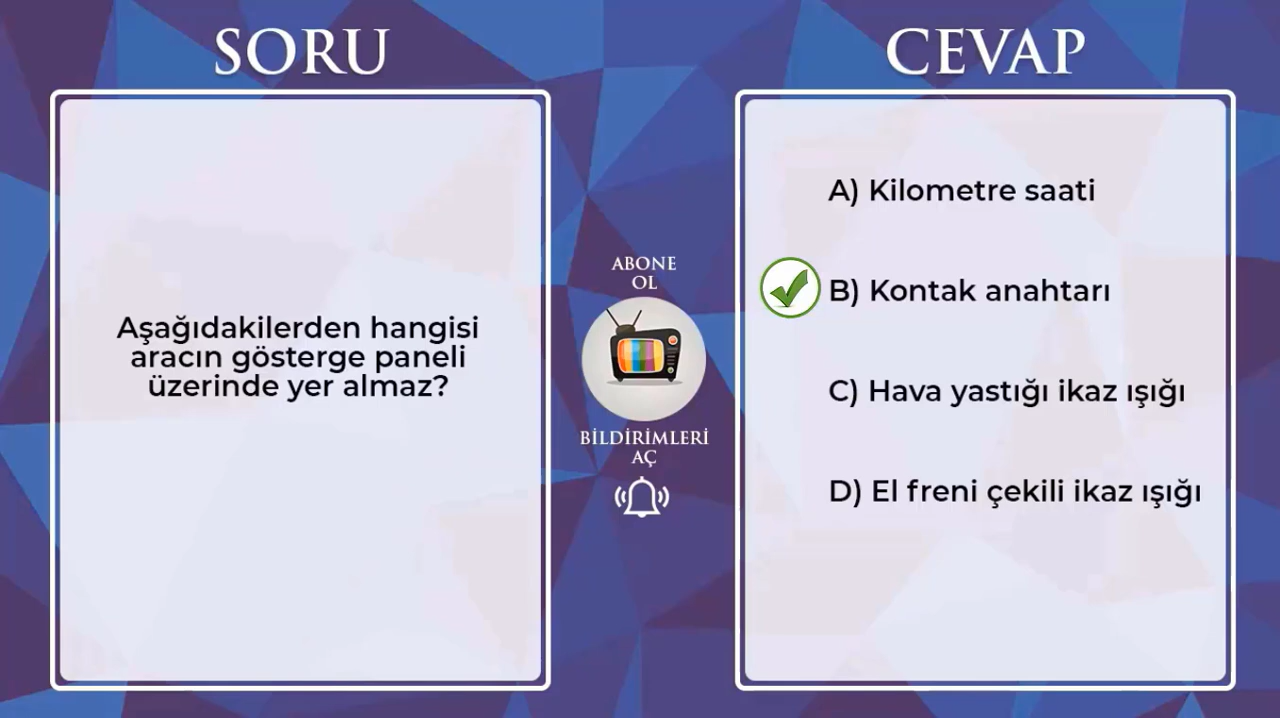 SORU
Aşağıdakilerden hangisi
aracın gösterge paneli
üzerinde yer almaz?
ABONE
OL
BİLDİRİMLERİ
AÇ
CEVAP
A) Kilometre saati
B) Kontak anahtarı
C) Hava yastığı ikaz ışığı
D) El freni çekili ikaz ışığı